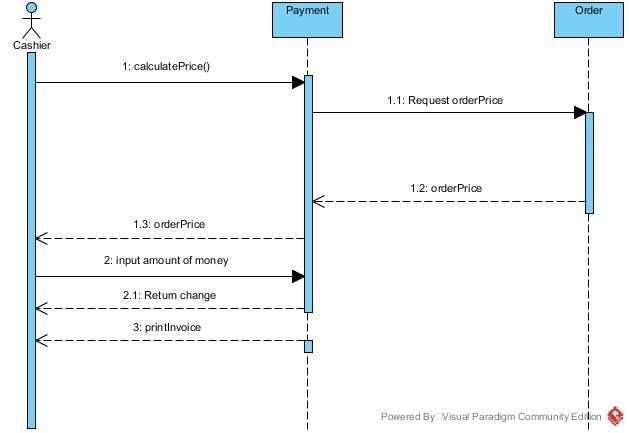 Payment
Order
Cashier
1: calculatePrice()
1.1: Request orderPrice
1.2: orderPrice
1.3: orderPrice
2: input amount of money
2.1: Return change
3: printInvoice
Powered By Visual Paradigm Community Edition